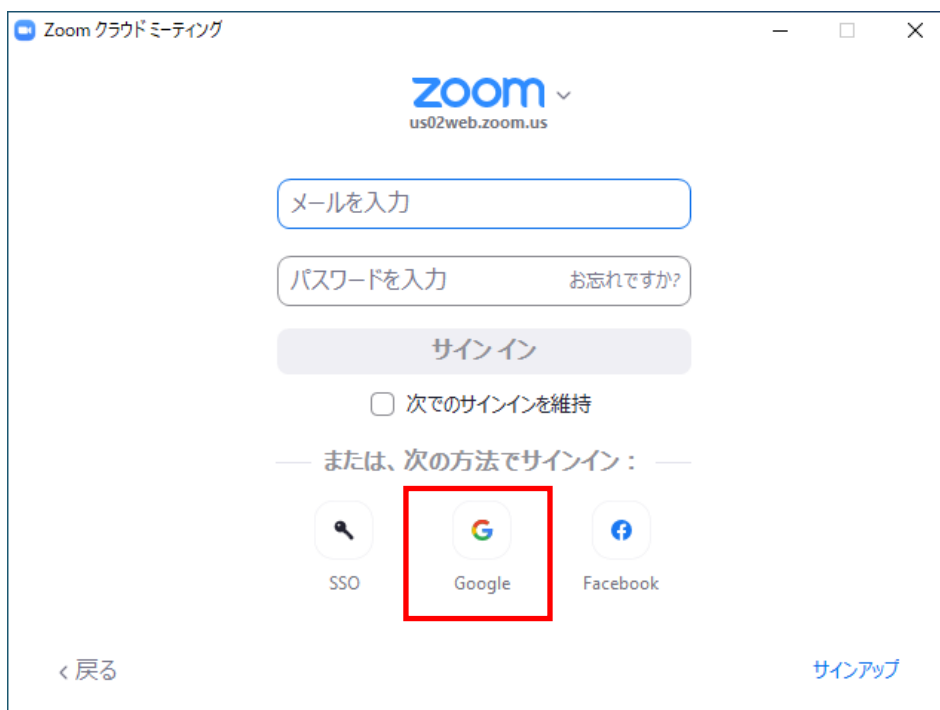 Zoom クラウド ミーティング
zoom
us02web.zoom.us
メールを入力
パスワードを入力 お忘れですか?
サイン イン
次でのサインインを維持
または、次の方法でサインイン：
SSO Google Facebook
‹ 戻る サインアップ